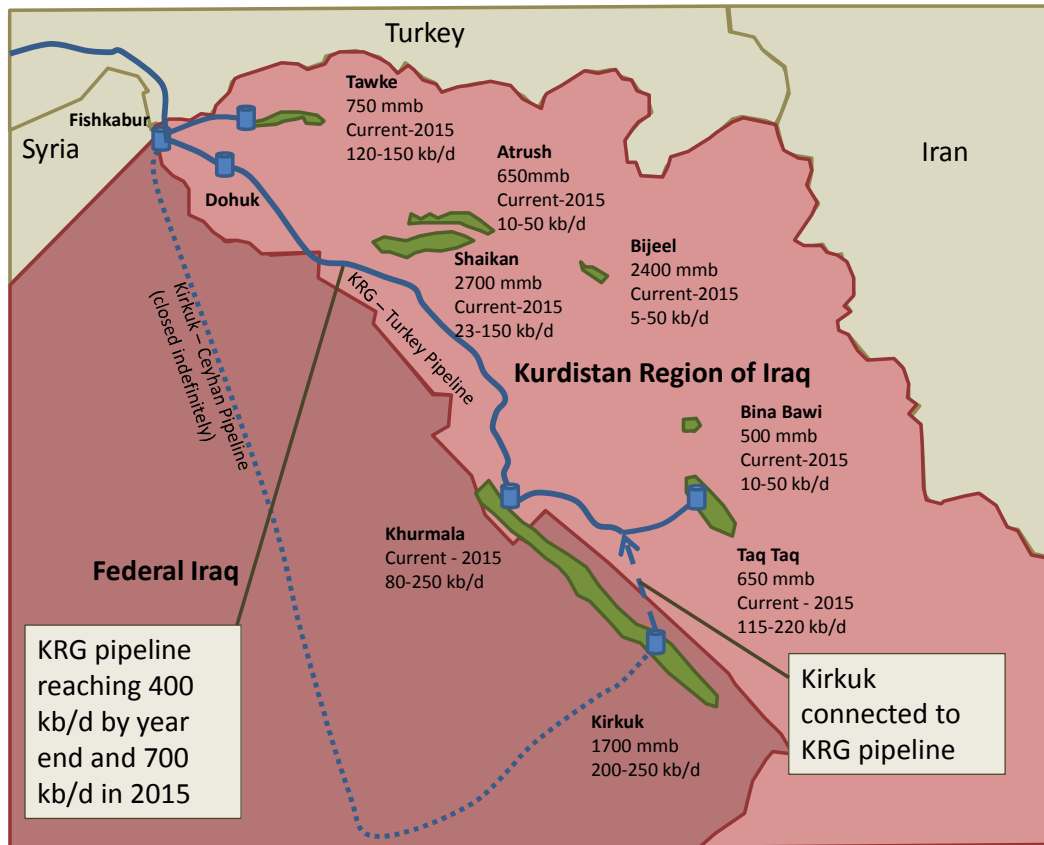 Turkey
Tawke
750 mmb
Current-2015
120-150 kb/d
Fishkabur
Syria
Iran
Atrush
650mmb
Current-2015
10-50 kb/d
Dohuk
Bijeel
2400 mmb
Current-2015
5-50 kb/d
Shaikan
2700 mmb
Current-2015
23-150 kb/d
KRG – Turkey Pipeline
Kirkuk – Ceyhan Pipeline
(closed indefinitely)
Kurdistan Region of Iraq
Bina Bawi
500 mmb
Current-2015
10-50 kb/d
Khurmala
Current - 2015
80-250 kb/d
Taq Taq
650 mmb
Current - 2015
115-220 kb/d
Federal Iraq
KRG pipeline
reaching 400
kb/d by year
end and 700
kb/d in 2015
Kirkuk
connected to
KRG pipeline
Kirkuk
1700 mmb
200-250 kb/d